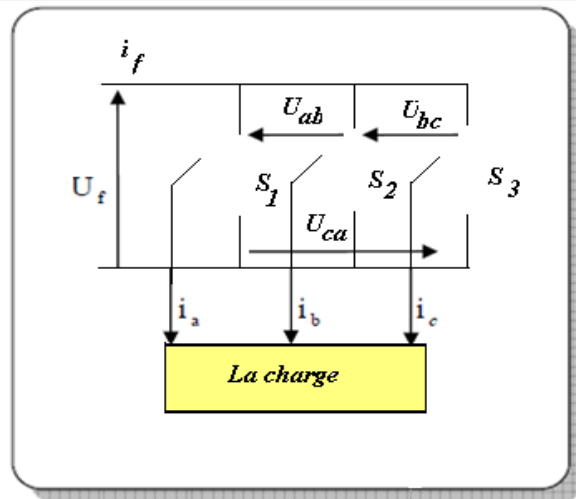 i_f
U_ab U_bc
U_f S_1 S_2 S_3
U_ca
i_a i_b i_c
La charge